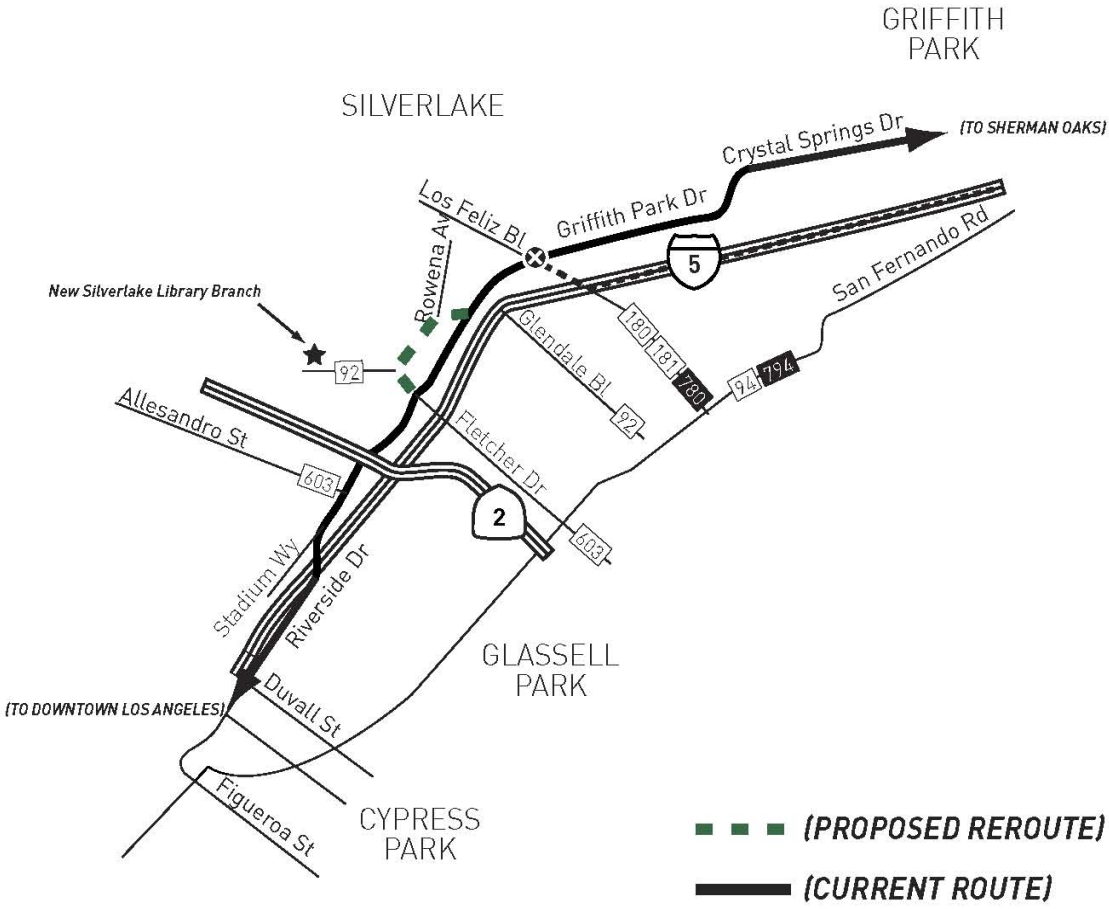 GRIFFITH
PARK
SILVERLAKE
Crystal Springs Dr
(TO SHERMAN OAKS)
Los Feliz Bl
Griffith Park Dr
Rowena Av
5
San Fernando Rd
New Silverlake Library Branch
180
181
780
Glendale Bl
92
94
794
92
Allesandro St
603
Fletcher Dr
2
603
Stadium Wy
Riverside Dr
GLASSELL
PARK
(TO DOWNTOWN LOS ANGELES)
Duvall St
Figueroa St
CYPRESS
PARK
(PROPOSED REROUTE)
(CURRENT ROUTE)